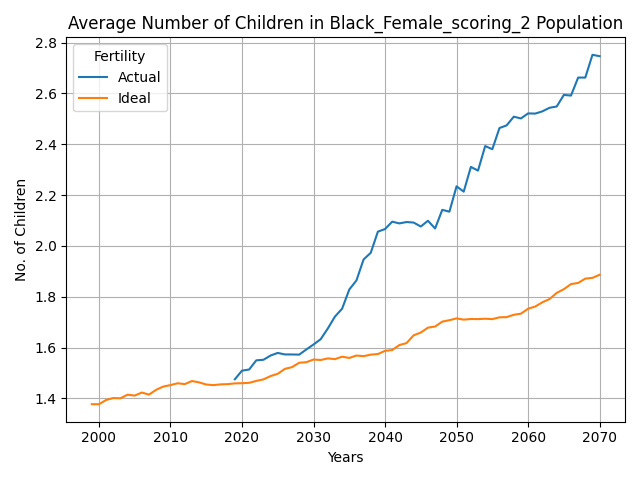 Average Number of Children in Black_Female_scoring_2 Population
Fertility
Actual
Ideal
No. of Children
2.8
2.6
2.4
2.2
2.0
1.8
1.6
1.4
2000 2010 2020 2030 2040 2050 2060 2070
Years